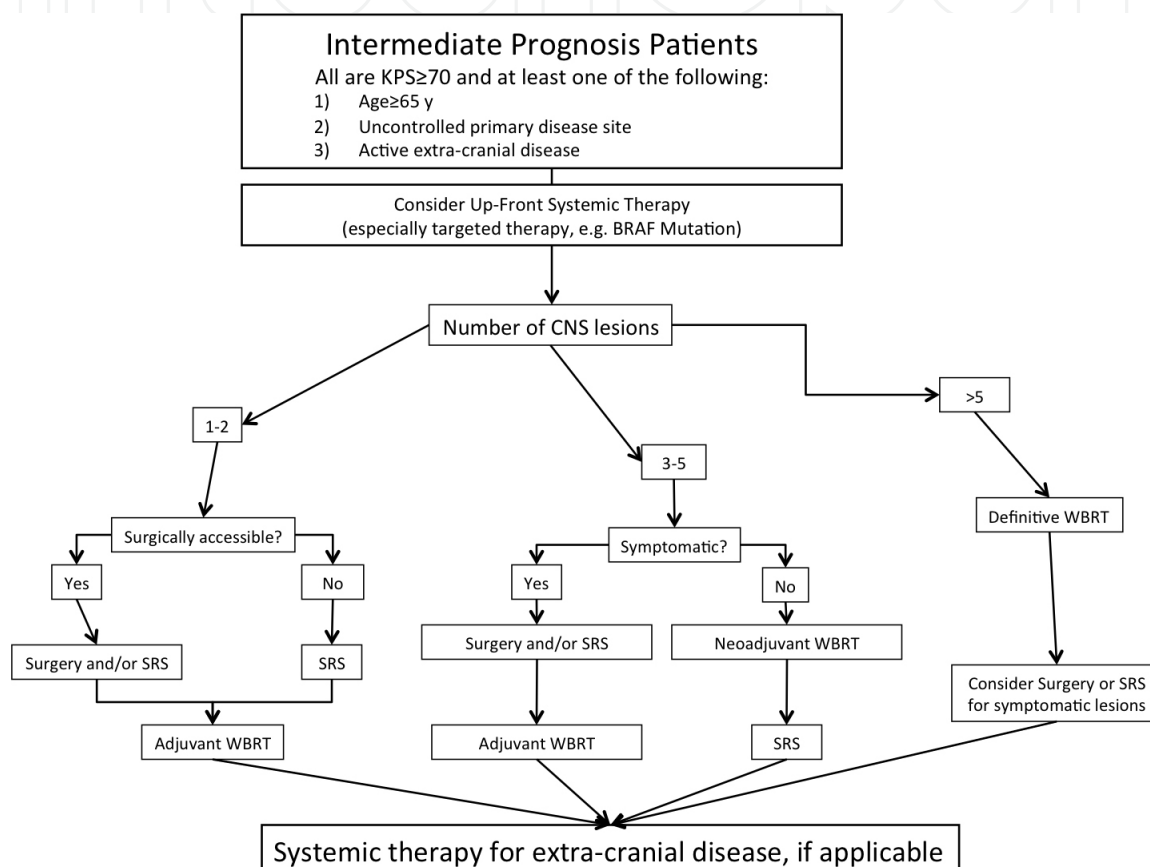 Intermediate Prognosis Patients
All are KPS≥70 and at least one of the following:
1) Age≥65 y
2) Uncontrolled primary disease site
3) Active extra-cranial disease
Consider Up-Front Systemic Therapy
(especially targeted therapy, e.g. BRAF Mutation)
Number of CNS lesions
1-2
3-5
>5
Surgically accessible?
Symptomatic?
Definitive WBRT
Yes
No
Yes
No
Surgery and/or SRS
SRS
Surgery and/or SRS
Neoadjuvant WBRT
Consider Surgery or SRS
for symptomatic lesions
Adjuvant WBRT
Adjuvant WBRT
SRS
Systemic therapy for extra-cranial disease, if applicable